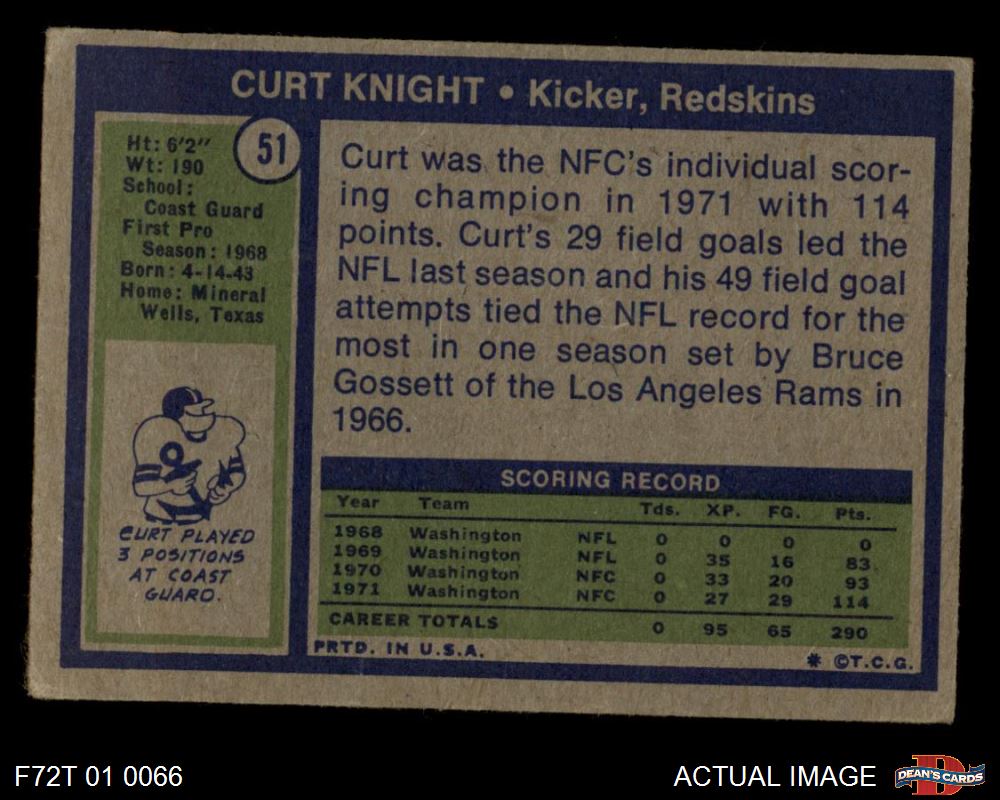 CURT KNIGHT • Kicker, Redskins
51
Ht: 6'2"
Wt: 190
School:
Coast Guard
First Pro
Season: 1968
Born: 4-14-43
Home: Mineral
Wells, Texas
CURT PLAYED
3 POSITIONS
AT COAST
GUARD.
Curt was the NFC's individual scor-
ing champion in 1971 with 114
points. Curt's 29 field goals led the
NFL last season and his 49 field goal
attempts tied the NFL record for the
most in one season set by Bruce
Gossett of the Los Angeles Rams in
1966.
SCORING RECORD
Year Team Tds. XP. FG. Pts.
1968 Washington NFL 0 0 0 0
1969 Washington NFL 0 35 16 83
1970 Washington NFC 0 33 20 93
1971 Washington NFC 0 27 29 114
CAREER TOTALS 0 95 65 290
PRTD. IN U.S.A. * ©T.C.G.
F72T 01 0066
ACTUAL IMAGE
D
DEAN'S CARDS